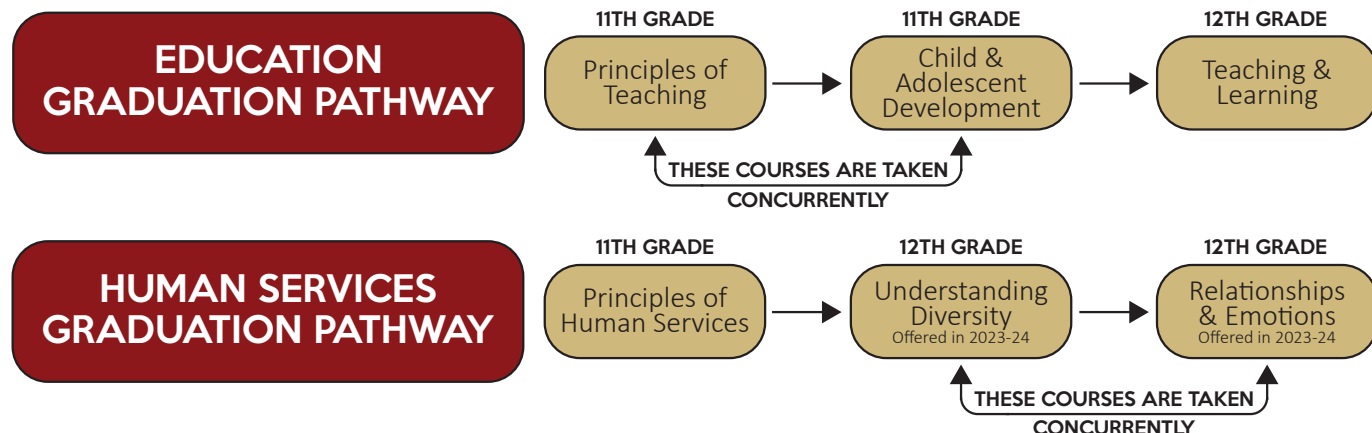 EDUCATION
GRADUATION PATHWAY
11TH GRADE
Principles of
Teaching
11TH GRADE
Child &
Adolescent
Development
12TH GRADE
Teaching &
Learning
THESE COURSES ARE TAKEN
CONCURRENTLY
HUMAN SERVICES
GRADUATION PATHWAY
11TH GRADE
Principles of
Human Services
12TH GRADE
Understanding
Diversity
Offered in 2023-24
12TH GRADE
Relationships
& Emotions
Offered in 2023-24
THESE COURSES ARE TAKEN
CONCURRENTLY